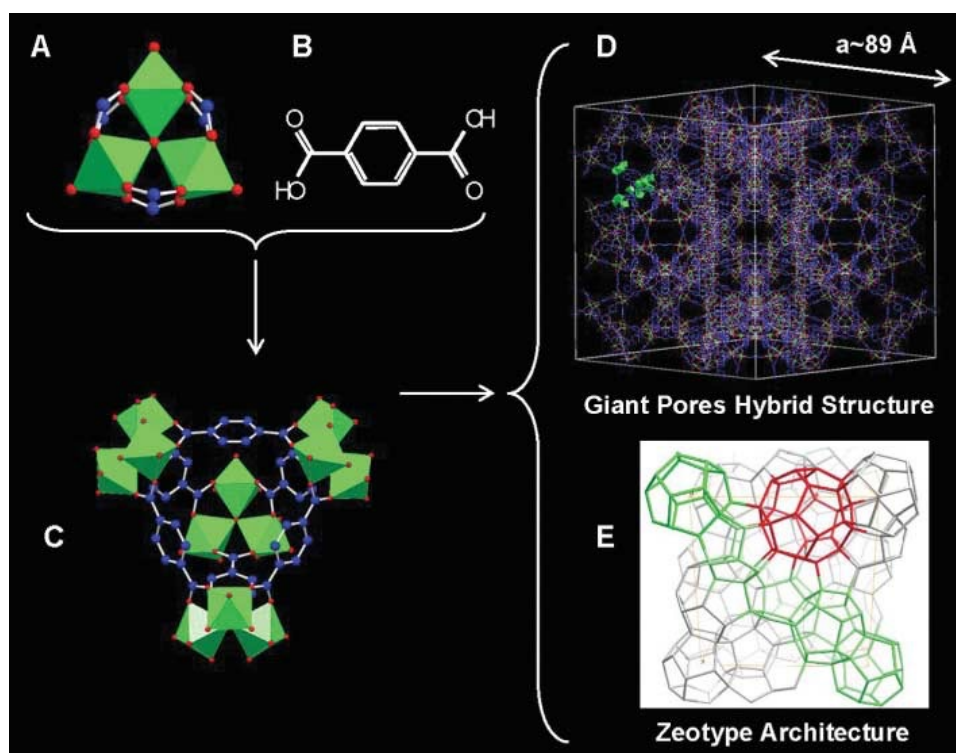 A
B
O
OH
HO
O
C
D
a~89 Å
Giant Pores Hybrid Structure
E
Zeotype Architecture